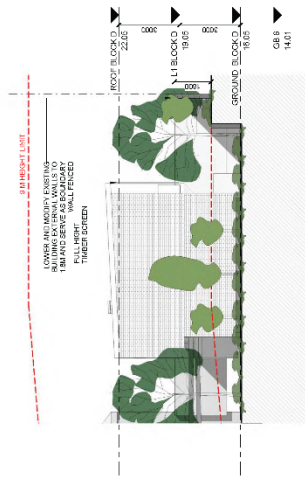 9 M HEIGHT LIMIT
LOWER AND MODIFY EXISTING
BUILDING EXTERNAL WALLS TO
1.8M AND SERVE AS BOUNDARY
WALL FENCED
FULL HIGHT
TIMBER SCREEN
ROOF BLOCK D
22.05
3000
L1 BLOCK D
19.05
1800
3000
GROUND BLOCK D
16.05
GB 6
14.01